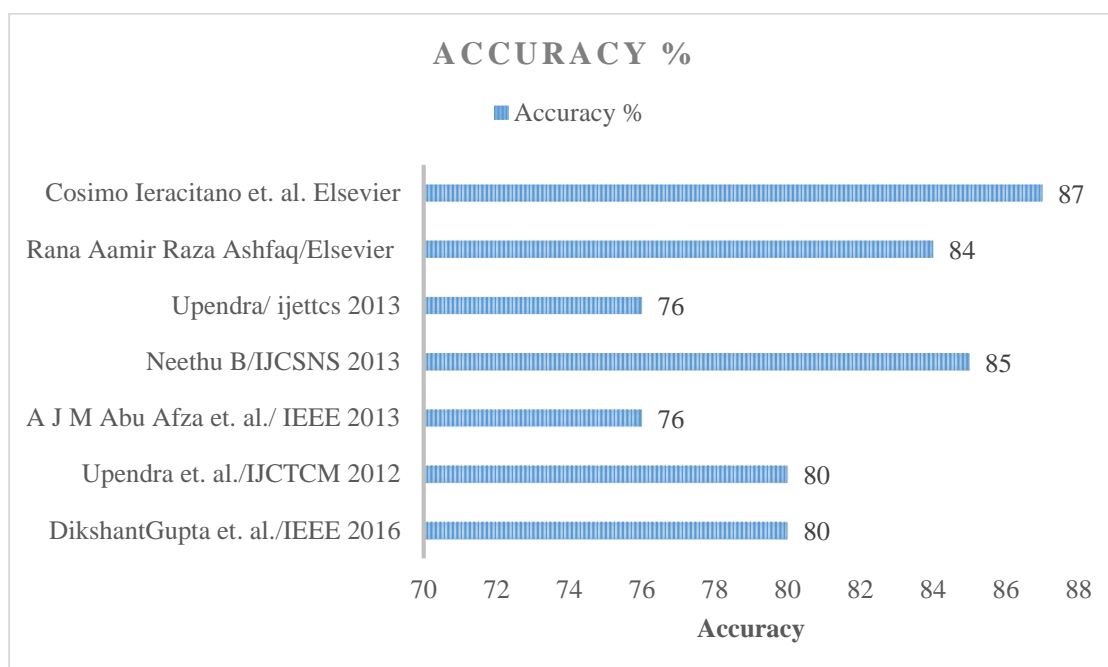 ACCURACY %
Accuracy %
Cosimo Ieracitano et. al. Elsevier 87
Rana Aamir Raza Ashfaq/Elsevier 84
Upendra/ ijettcs 2013 76
Neethu B/IJCSNS 2013 85
A J M Abu Afza et. al./ IEEE 2013 76
Upendra et. al./IJCTCM 2012 80
DikshantGupta et. al./IEEE 2016 80
70 72 74 76 78 80 82 84 86 88
Accuracy